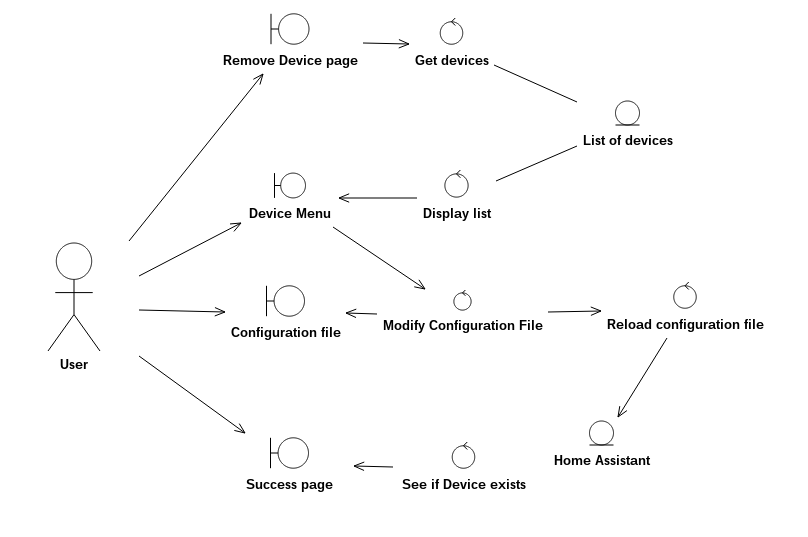 Remove Device page
Get devices
List of devices
Device Menu
Display list
Configuration file
Modify Configuration File
Reload configuration file
User
Home Assistant
Success page
See if Device exists